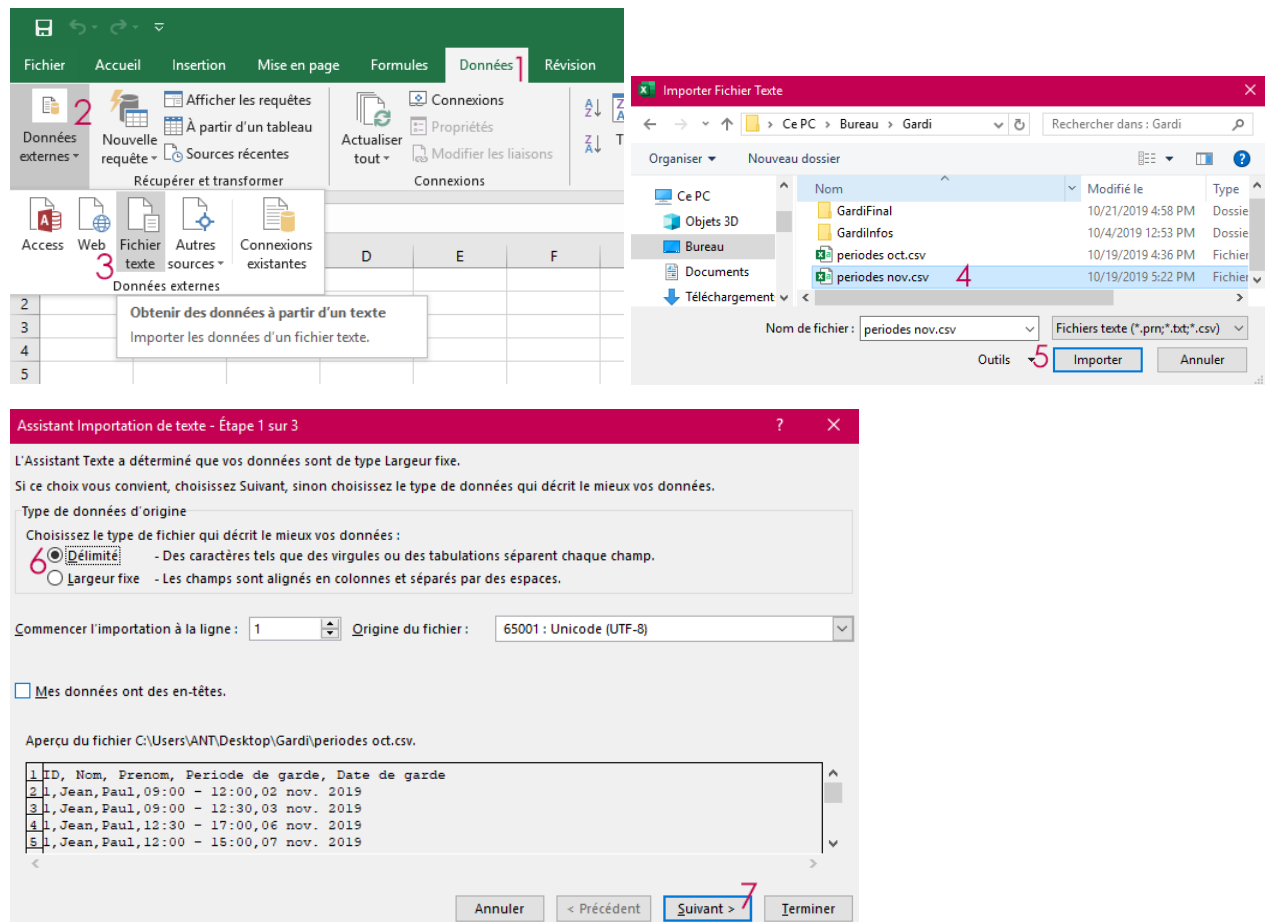 Fichier Accueil Insertion Mise en page Formules Données 1 Révision
2
Données externes
Nouvelle requête
Afficher les requêtes
À partir d'un tableau
Sources récentes
Récupérer et transformer
Actualiser tout
Connexions
Propriétés
Modifier les liaisons
Connexions
Access
Web
3
Fichier texte
Autres sources
Connexions existantes
Données externes
D E F
2
3
4
5
Obtenir des données à partir d'un texte
Importer les données d'un fichier texte.
Importer Fichier Texte
Ce PC > Bureau > Gardi
Rechercher dans : Gardi
Organiser Nouveau dossier
Ce PC
Objets 3D
Bureau
Documents
Téléchargement
Nom Modifié le Type
GardiFinal 10/21/2019 4:58 PM Dossie
GardiInfos 10/4/2019 12:53 PM Dossie
periodes oct.csv 10/19/2019 4:36 PM Fichier
periodes nov.csv 4 10/19/2019 5:22 PM Fichier
Nom de fichier : periodes nov.csv Fichiers texte (*.prn;*.txt;*.csv)
Outils 5 Importer Annuler
Assistant Importation de texte - Étape 1 sur 3 ?
L'Assistant Texte a déterminé que vos données sont de type Largeur fixe.
Si ce choix vous convient, choisissez Suivant, sinon choisissez le type de données qui décrit le mieux vos données.
Type de données d'origine
Choisissez le type de fichier qui décrit le mieux vos données :
6 Délimité - Des caractères tels que des virgules ou des tabulations séparent chaque champ.
Largeur fixe - Les champs sont alignés en colonnes et séparés par des espaces.
Commencer l'importation à la ligne : 1 Origine du fichier : 65001 : Unicode (UTF-8)
Mes données ont des en-têtes.
Aperçu du fichier C:\Users\ANT\Desktop\Gardi\periodes oct.csv.
1 ID, Nom, Prenom, Periode de garde, Date de garde
2 1,Jean,Paul,09:00 - 12:00,02 nov. 2019
3 1,Jean,Paul,09:00 - 12:30,03 nov. 2019
4 1,Jean,Paul,12:30 - 17:00,06 nov. 2019
5 1,Jean,Paul,12:00 - 15:00,07 nov. 2019
Annuler < Précédent Suivant > 7 Terminer